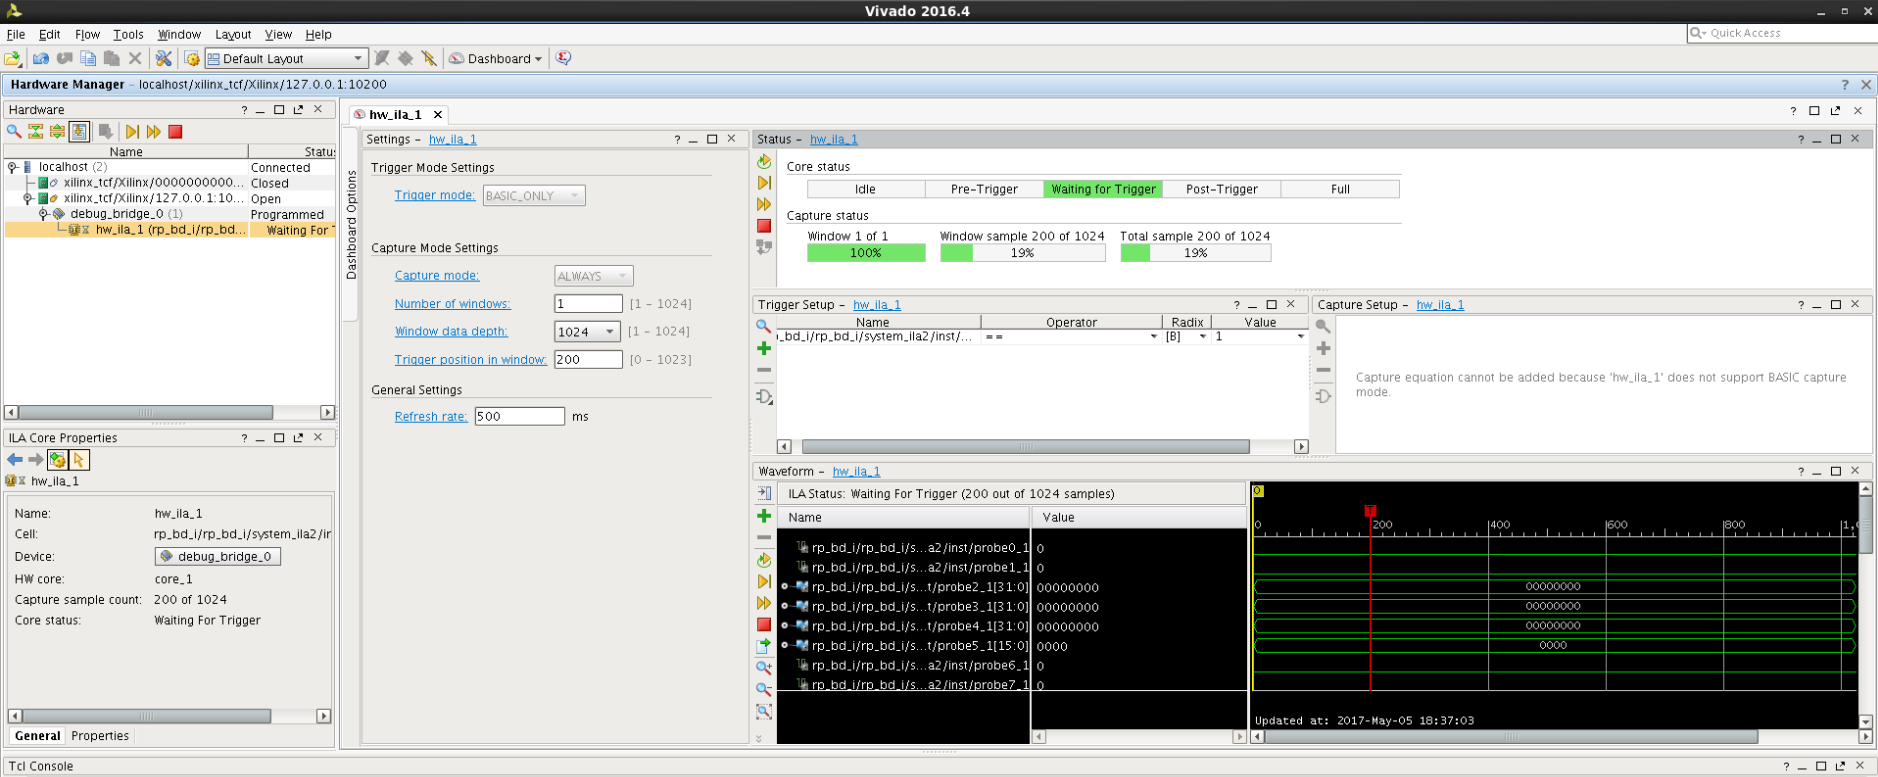 Vivado 2016.4
File Edit Flow Tools Window Layout View Help
Quick Access
Default Layout
Dashboard
Hardware Manager - localhost/xilinx_tcf/Xilinx/127.0.0.1:10200
Hardware
Name Status
localhost (2) Connected
xilinx_tcf/Xilinx/0000000000... Closed
xilinx_tcf/Xilinx/127.0.0.1:10... Open
debug_bridge_0 (1) Programmed
hw_ila_1 (rp_bd_i/rp_bd... Waiting For T
ILA Core Properties
hw_ila_1
Name: hw_ila_1
Cell: rp_bd_i/rp_bd_i/system_ila2/ir
Device: debug_bridge_0
HW core: core_1
Capture sample count: 200 of 1024
Core status: Waiting For Trigger
General Properties
hw_ila_1
Dashboard Options
Settings - hw_ila_1
Trigger Mode Settings
Trigger mode: BASIC_ONLY
Capture Mode Settings
Capture mode: ALWAYS
Number of windows: 1 [1 - 1024]
Window data depth: 1024 [1 - 1024]
Trigger position in window: 200 [0 - 1023]
General Settings
Refresh rate: 500 ms
Status - hw_ila_1
Core status
Idle Pre-Trigger Waiting for Trigger Post-Trigger Full
Capture status
Window 1 of 1 Window sample 200 of 1024 Total sample 200 of 1024
100% 19% 19%
Trigger Setup - hw_ila_1
Name Operator Radix Value
_bd_i/rp_bd_i/system_ila2/inst/... == [B] 1
Capture Setup - hw_ila_1
Capture equation cannot be added because 'hw_ila_1' does not support BASIC capture
mode.
Waveform - hw_ila_1
ILA Status: Waiting For Trigger (200 out of 1024 samples)
Name Value
rp_bd_i/rp_bd_i/s...a2/inst/probe0_1 0
rp_bd_i/rp_bd_i/s...a2/inst/probe1_1 0
rp_bd_i/rp_bd_i/s...t/probe2_1[31:0] 00000000
rp_bd_i/rp_bd_i/s...t/probe3_1[31:0] 00000000
rp_bd_i/rp_bd_i/s...t/probe4_1[31:0] 00000000
rp_bd_i/rp_bd_i/s...t/probe5_1[15:0] 0000
rp_bd_i/rp_bd_i/s...a2/inst/probe6_1 0
rp_bd_i/rp_bd_i/s...a2/inst/probe7_1 0
0
T
0 200 400 600 800 1,0
00000000
00000000
00000000
0000
Updated at: 2017-May-05 18:37:03
Tcl Console